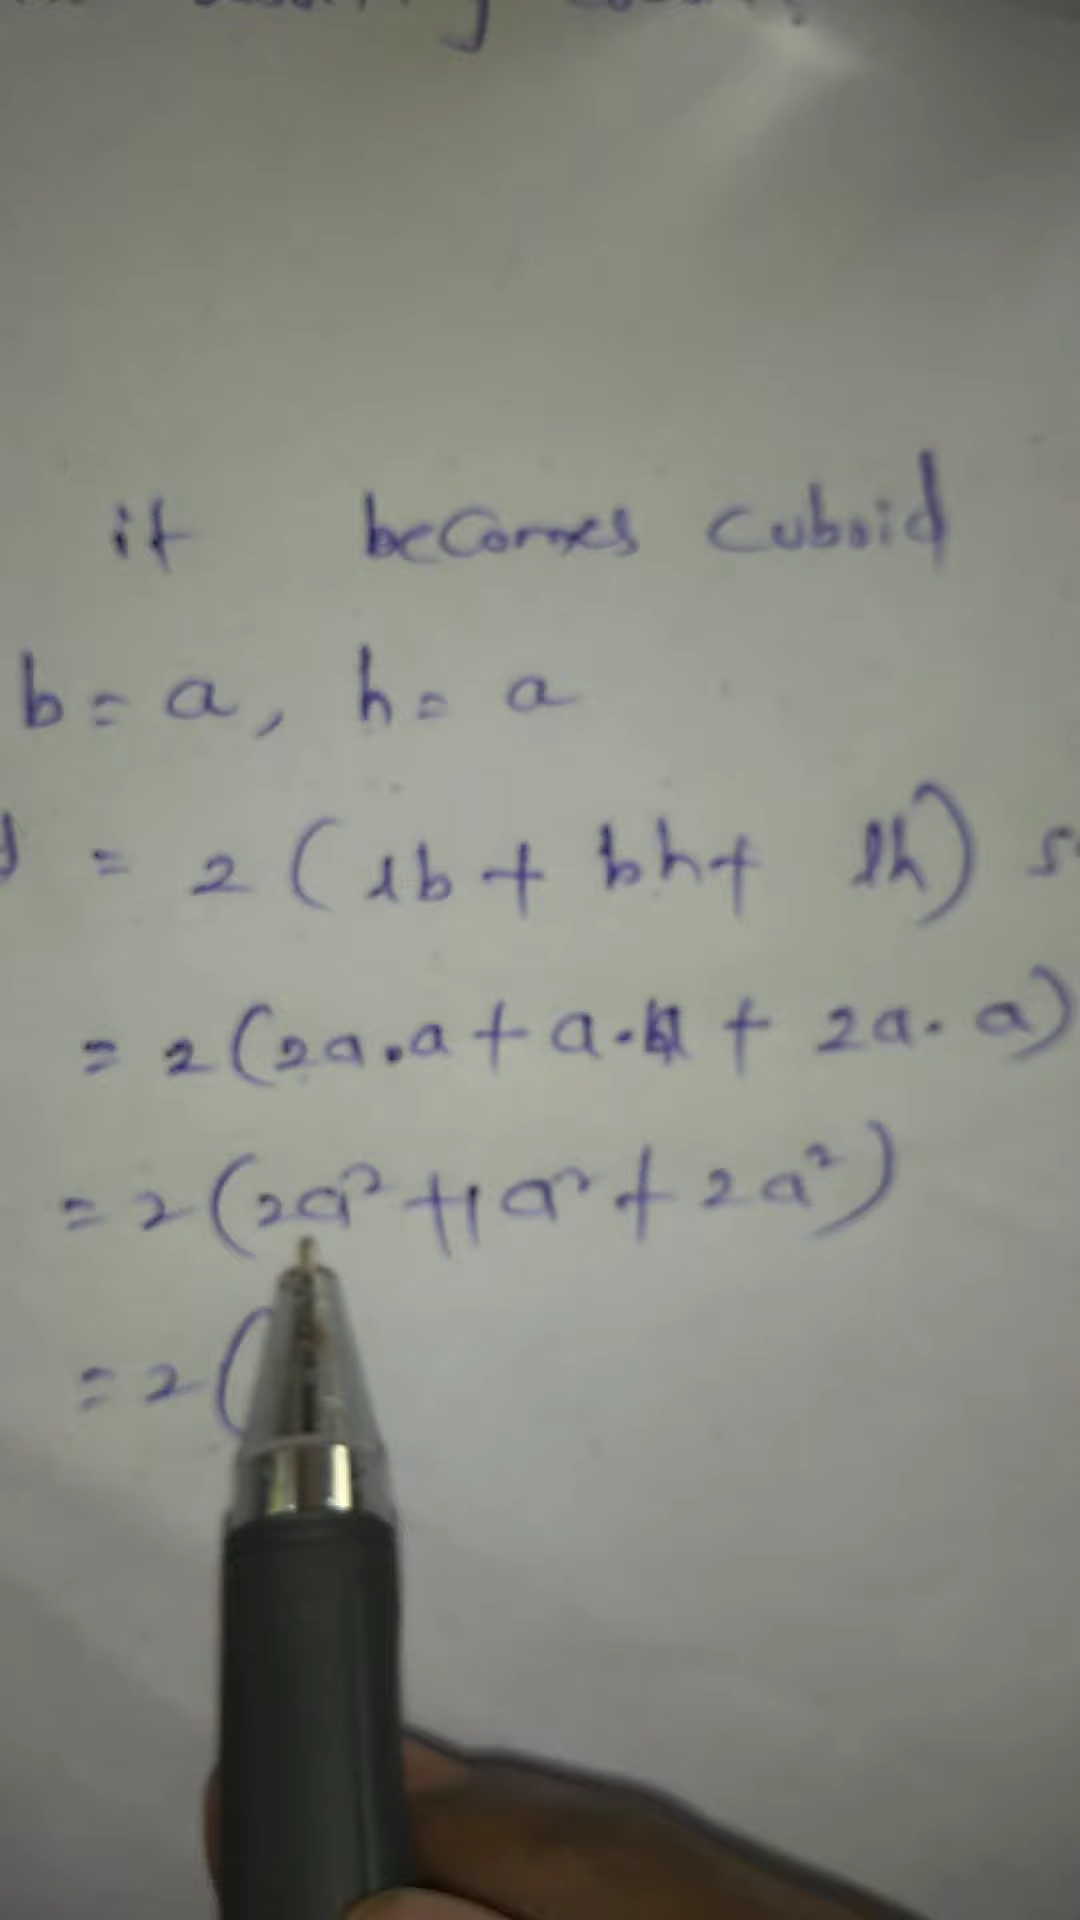 it becomes cuboid
b = a, h = a
= 2 (lb + bh + lh)
= 2 (2a.a + a.a + 2a.a)
= 2 (2a² + 1a² + 2a²)
= 2 (